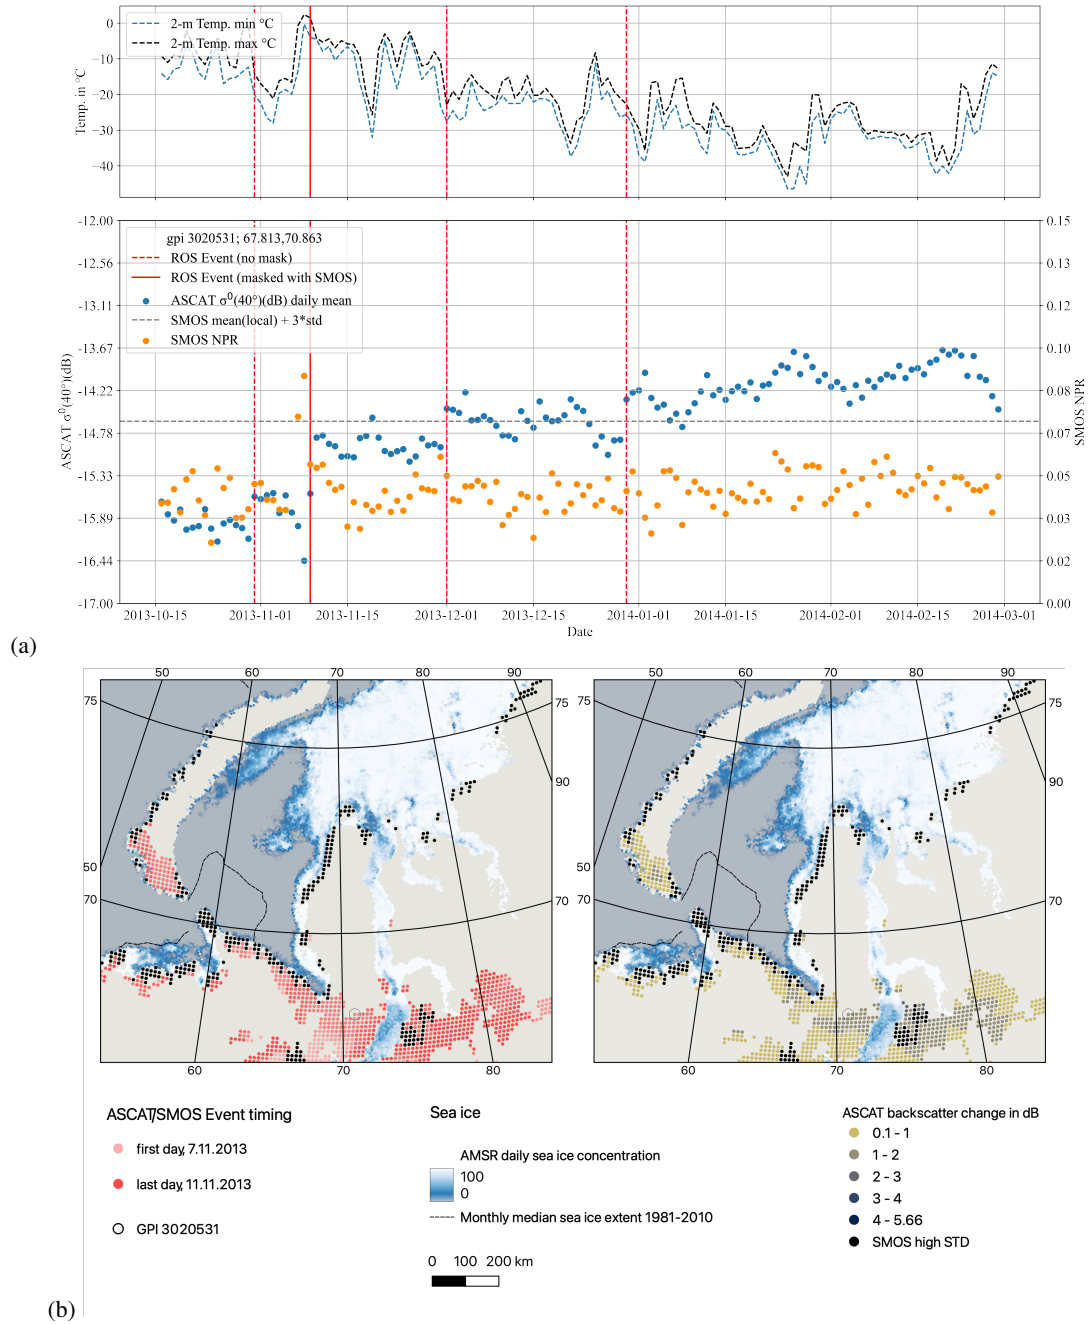 0
−10
−20
−30
−40
Temp. in °C
2-m Temp. min °C
2-m Temp. max °C
-12.00
-12.56
-13.11
-13.67
-14.22
-14.78
-15.33
-15.89
-16.44
-17.00
ASCAT σ⁰(40°)(dB)
gpi 3020531; 67.813,70.863
ROS Event (no mask)
ROS Event (masked with SMOS)
ASCAT σ⁰(40°)(dB) daily mean
SMOS mean(local) + 3*std
SMOS NPR
0.15
0.13
0.12
0.10
0.08
0.07
0.05
0.03
0.02
0.00
SMOS NPR
2013-10-15 2013-11-01 2013-11-15 2013-12-01 2013-12-15 2014-01-01 2014-01-15 2014-02-01 2014-02-15 2014-03-01
Date
(a)
50 60 70 80 90
75 75
90
50
70 70
60 70 80
50 60 70 80 90
75 75
90
50
70 70
60 70 80
ASCAT/SMOS Event timing
first day, 7.11.2013
last day, 11.11.2013
GPI 3020531
Sea ice
AMSR daily sea ice concentration
100
0
Monthly median sea ice extent 1981-2010
0 100 200 km
ASCAT backscatter change in dB
0.1 - 1
1 - 2
2 - 3
3 - 4
4 - 5.66
SMOS high STD
(b)